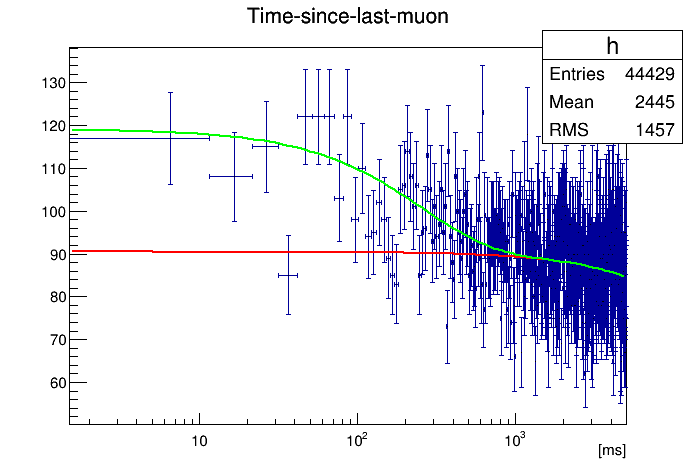 Time-since-last-muon
h
Entries 44429
Mean 2445
RMS 1457
130
120
110
100
90
80
70
60
10
10²
10³
[ms]